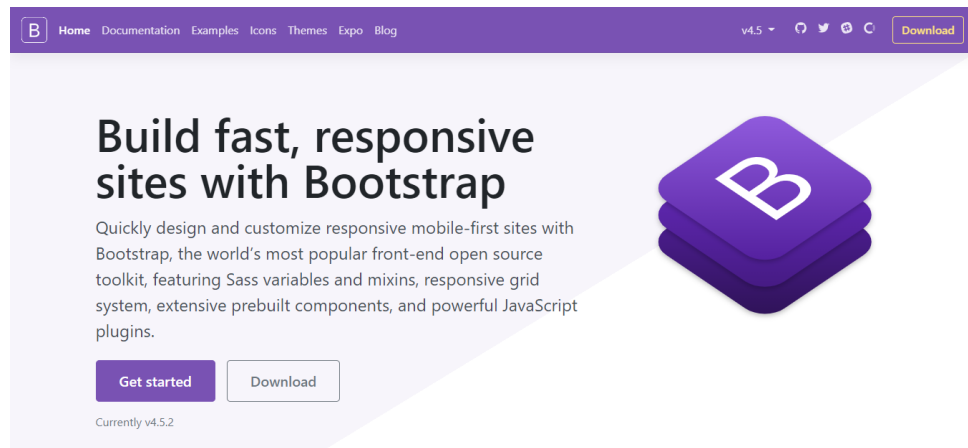 B Home Documentation Examples Icons Themes Expo Blog v4.5 Download
Build fast, responsive
sites with Bootstrap
Quickly design and customize responsive mobile-first sites with
Bootstrap, the world's most popular front-end open source
toolkit, featuring Sass variables and mixins, responsive grid
system, extensive prebuilt components, and powerful JavaScript
plugins.
B
Get started Download
Currently v4.5.2